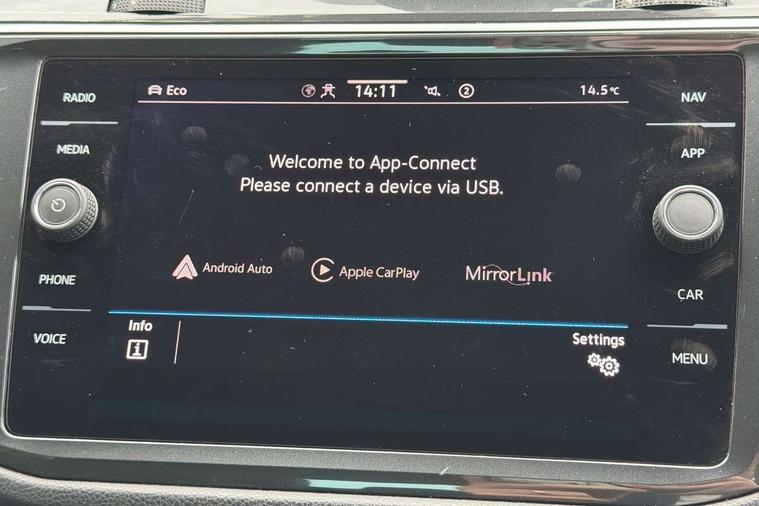 RADIO
MEDIA
PHONE
VOICE
Eco
14:11
2
14.5°C
Welcome to App-Connect
Please connect a device via USB.
Android Auto
Apple CarPlay
MirrorLink
Info
i
Settings
NAV
APP
CAR
MENU